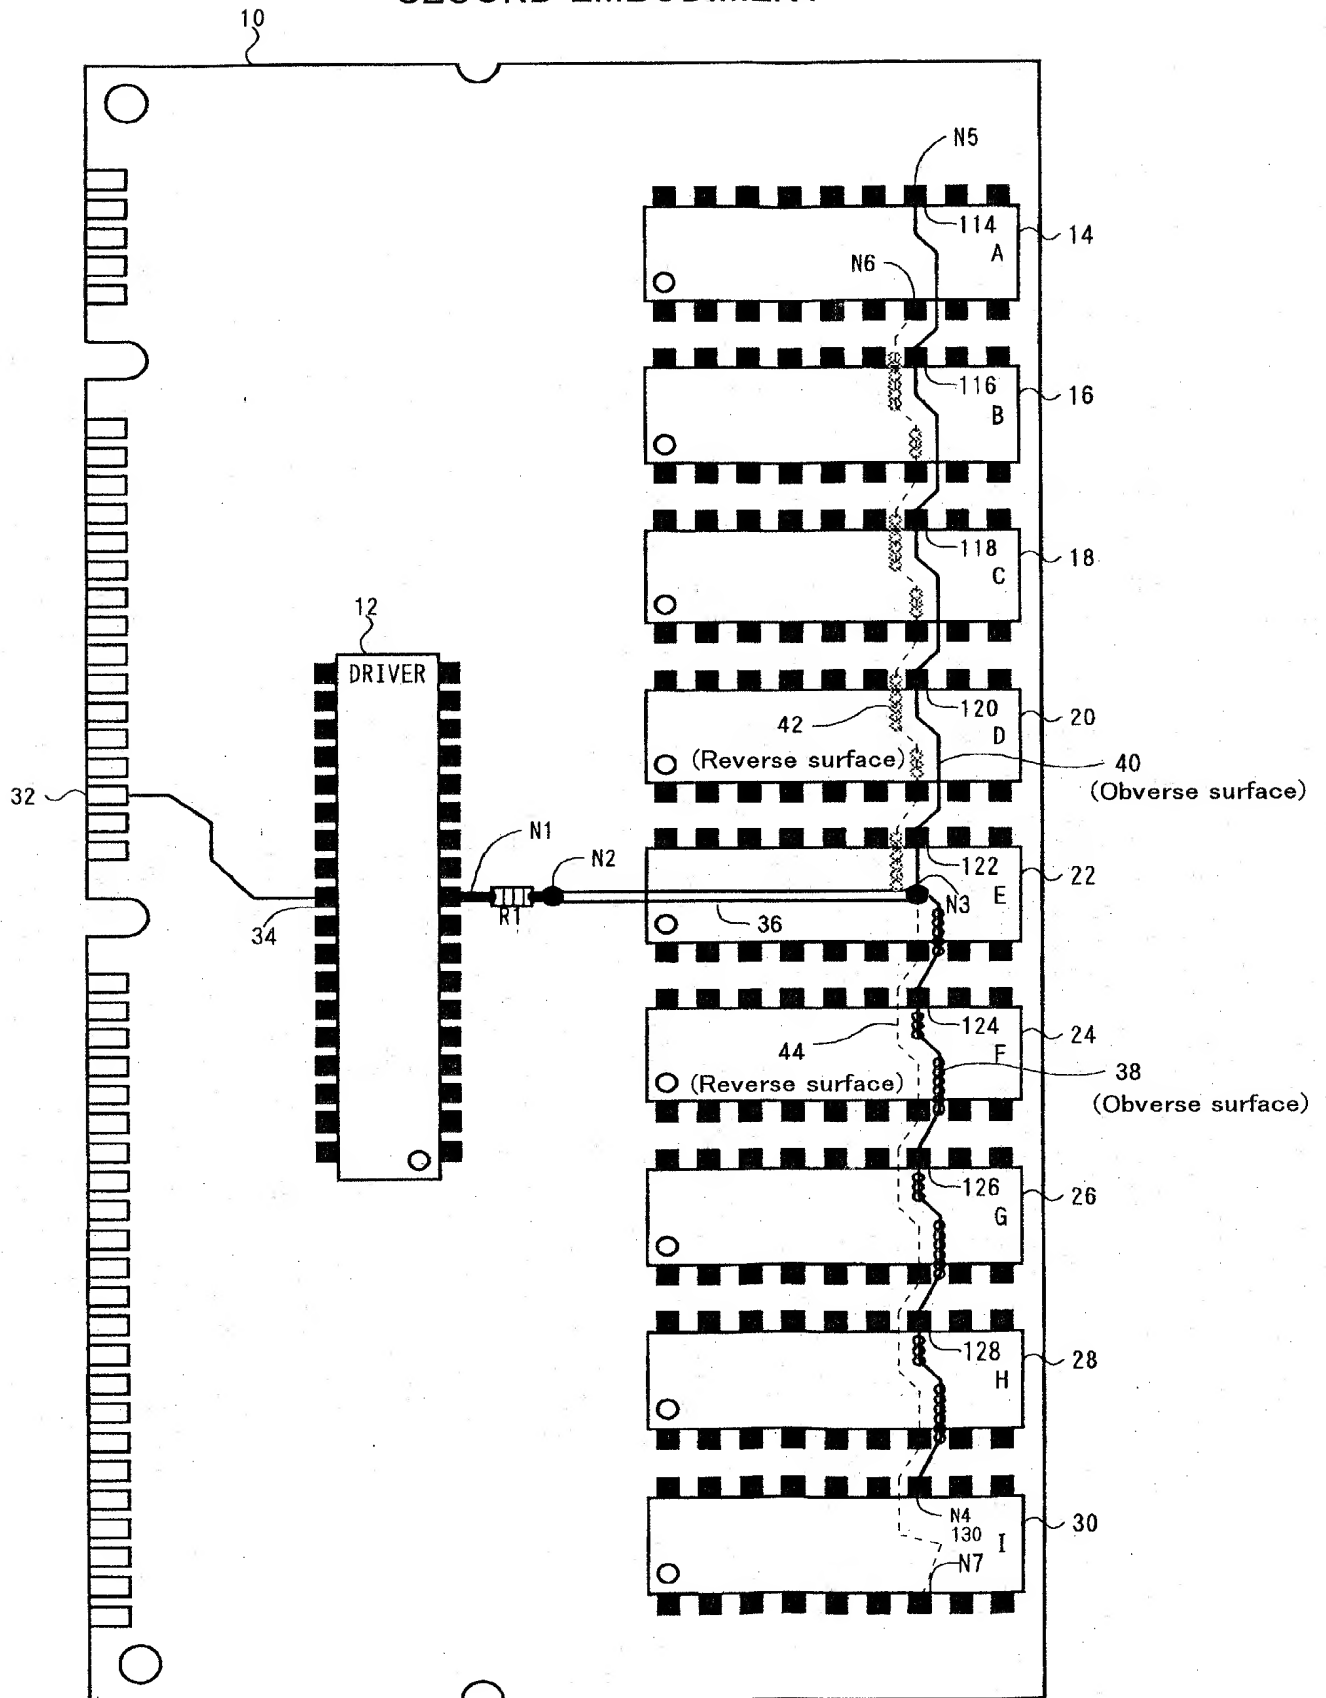 SECOND EMBODIMENT
10
N5
114
14
A
N6
116
16
B
118
18
C
12
DRIVER
120
20
42
D
(Reverse surface)
40
(Obverse surface)
32
N1
N2
122
22
E
N3
R1
36
34
124
24
F
44
38
(Reverse surface)
(Obverse surface)
126
26
G
128
28
H
N4
130
30
I
N7